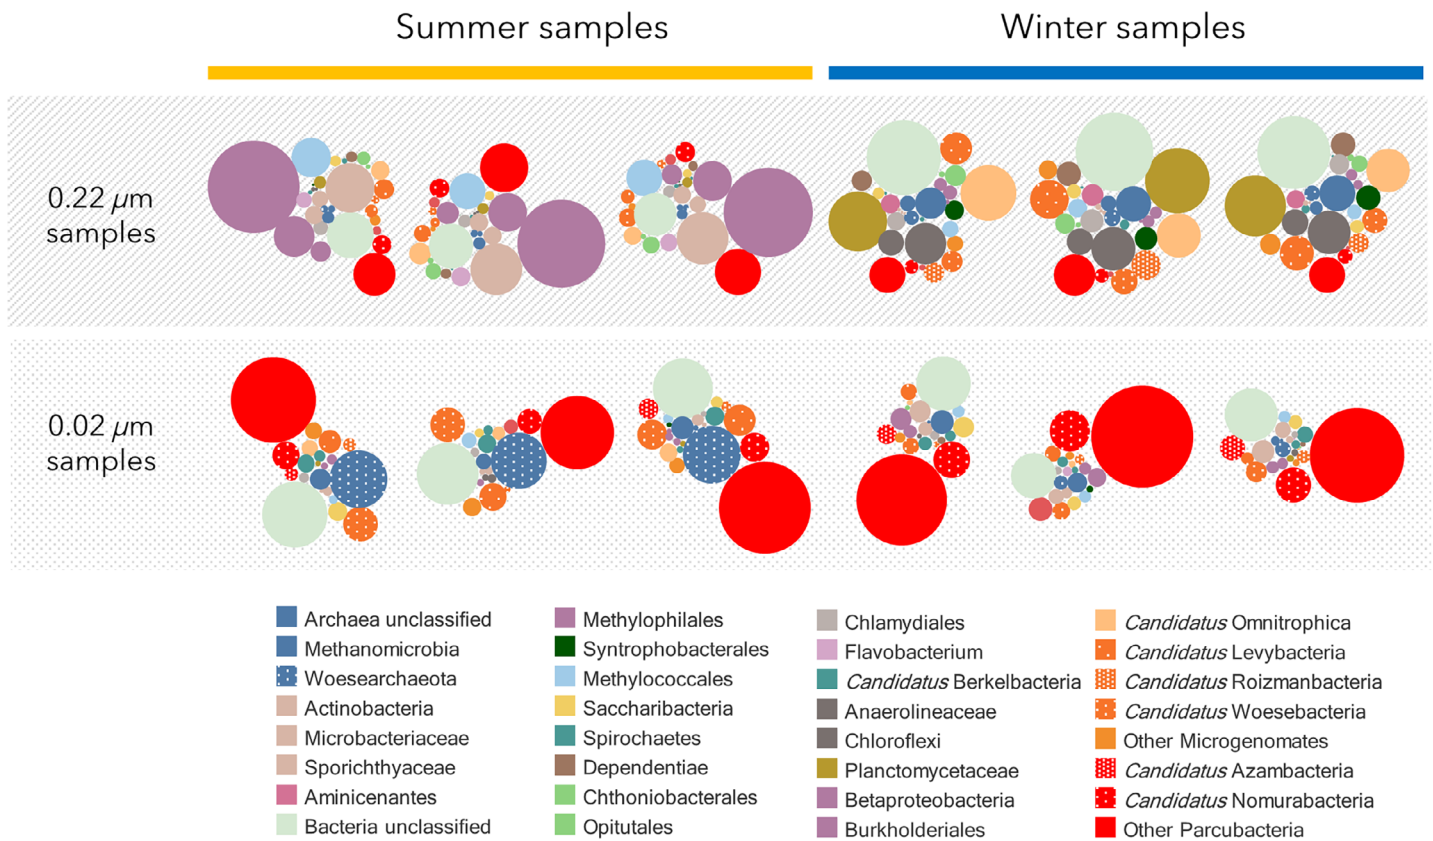 Summer samples
Winter samples
0.22 µm
samples
0.02 µm
samples
Archaea unclassified
Methanomicrobia
Woesearchaeota
Actinobacteria
Microbacteriaceae
Sporichthyaceae
Aminicenantes
Bacteria unclassified
Methylophilales
Syntrophobacterales
Methylococcales
Saccharibacteria
Spirochaetes
Dependentiae
Chthoniobacterales
Opitutales
Chlamydiales
Flavobacterium
Candidatus Berkelbacteria
Anaerolineaceae
Chloroflexi
Planctomycetaceae
Betaproteobacteria
Burkholderiales
Candidatus Omnitrophica
Candidatus Levybacteria
Candidatus Roizmanbacteria
Candidatus Woesebacteria
Other Microgenomates
Candidatus Azambacteria
Candidatus Nomurabacteria
Other Parcubacteria